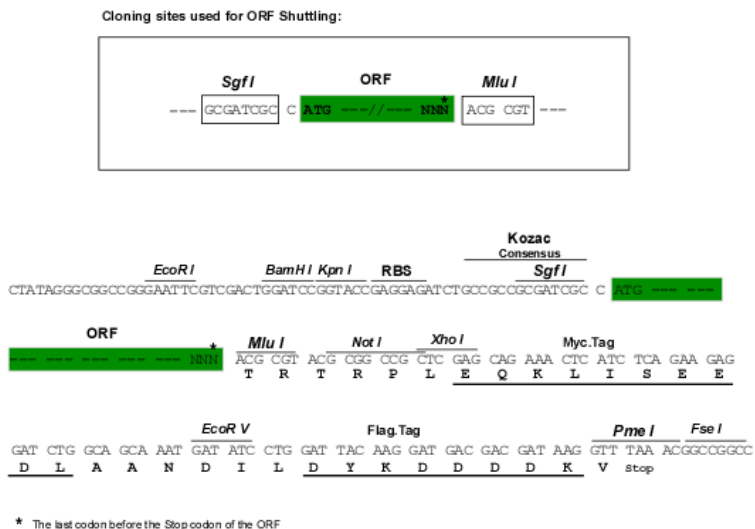 Cloning sites used for ORF Shuttling:
Sgf I ORF Mlu I
--- GCGATCGC C ATG ---//--- NNN* ACG CGT ---
Kozac
Consensus
EcoR I BamH I Kpn I RBS Sgf I
CTATAGGGCGGCCGGGAATTCGTCGACTGGATCCGGTACCGAGGAGATCTGCCGCCGCGATCGC C ATG --- ---
ORF Mlu I Not I Xho I Myc.Tag
--- --- --- --- --- --- NNN* ACG CGT ACG CGG CCG CTC GAG CAG AAA CTC ATC TCA GAA GAG
T R T R P L E Q K L I S E E
EcoR V Flag.Tag Pme I Fse I
GAT CTG GCA GCA AAT GAT ATC CTG GAT TAC AAG GAT GAC GAC GAT AAG GTT TAA ACGGCCGGCC
D L A A N D I L D Y K D D D D K V Stop
* The last codon before the Stop codon of the ORF